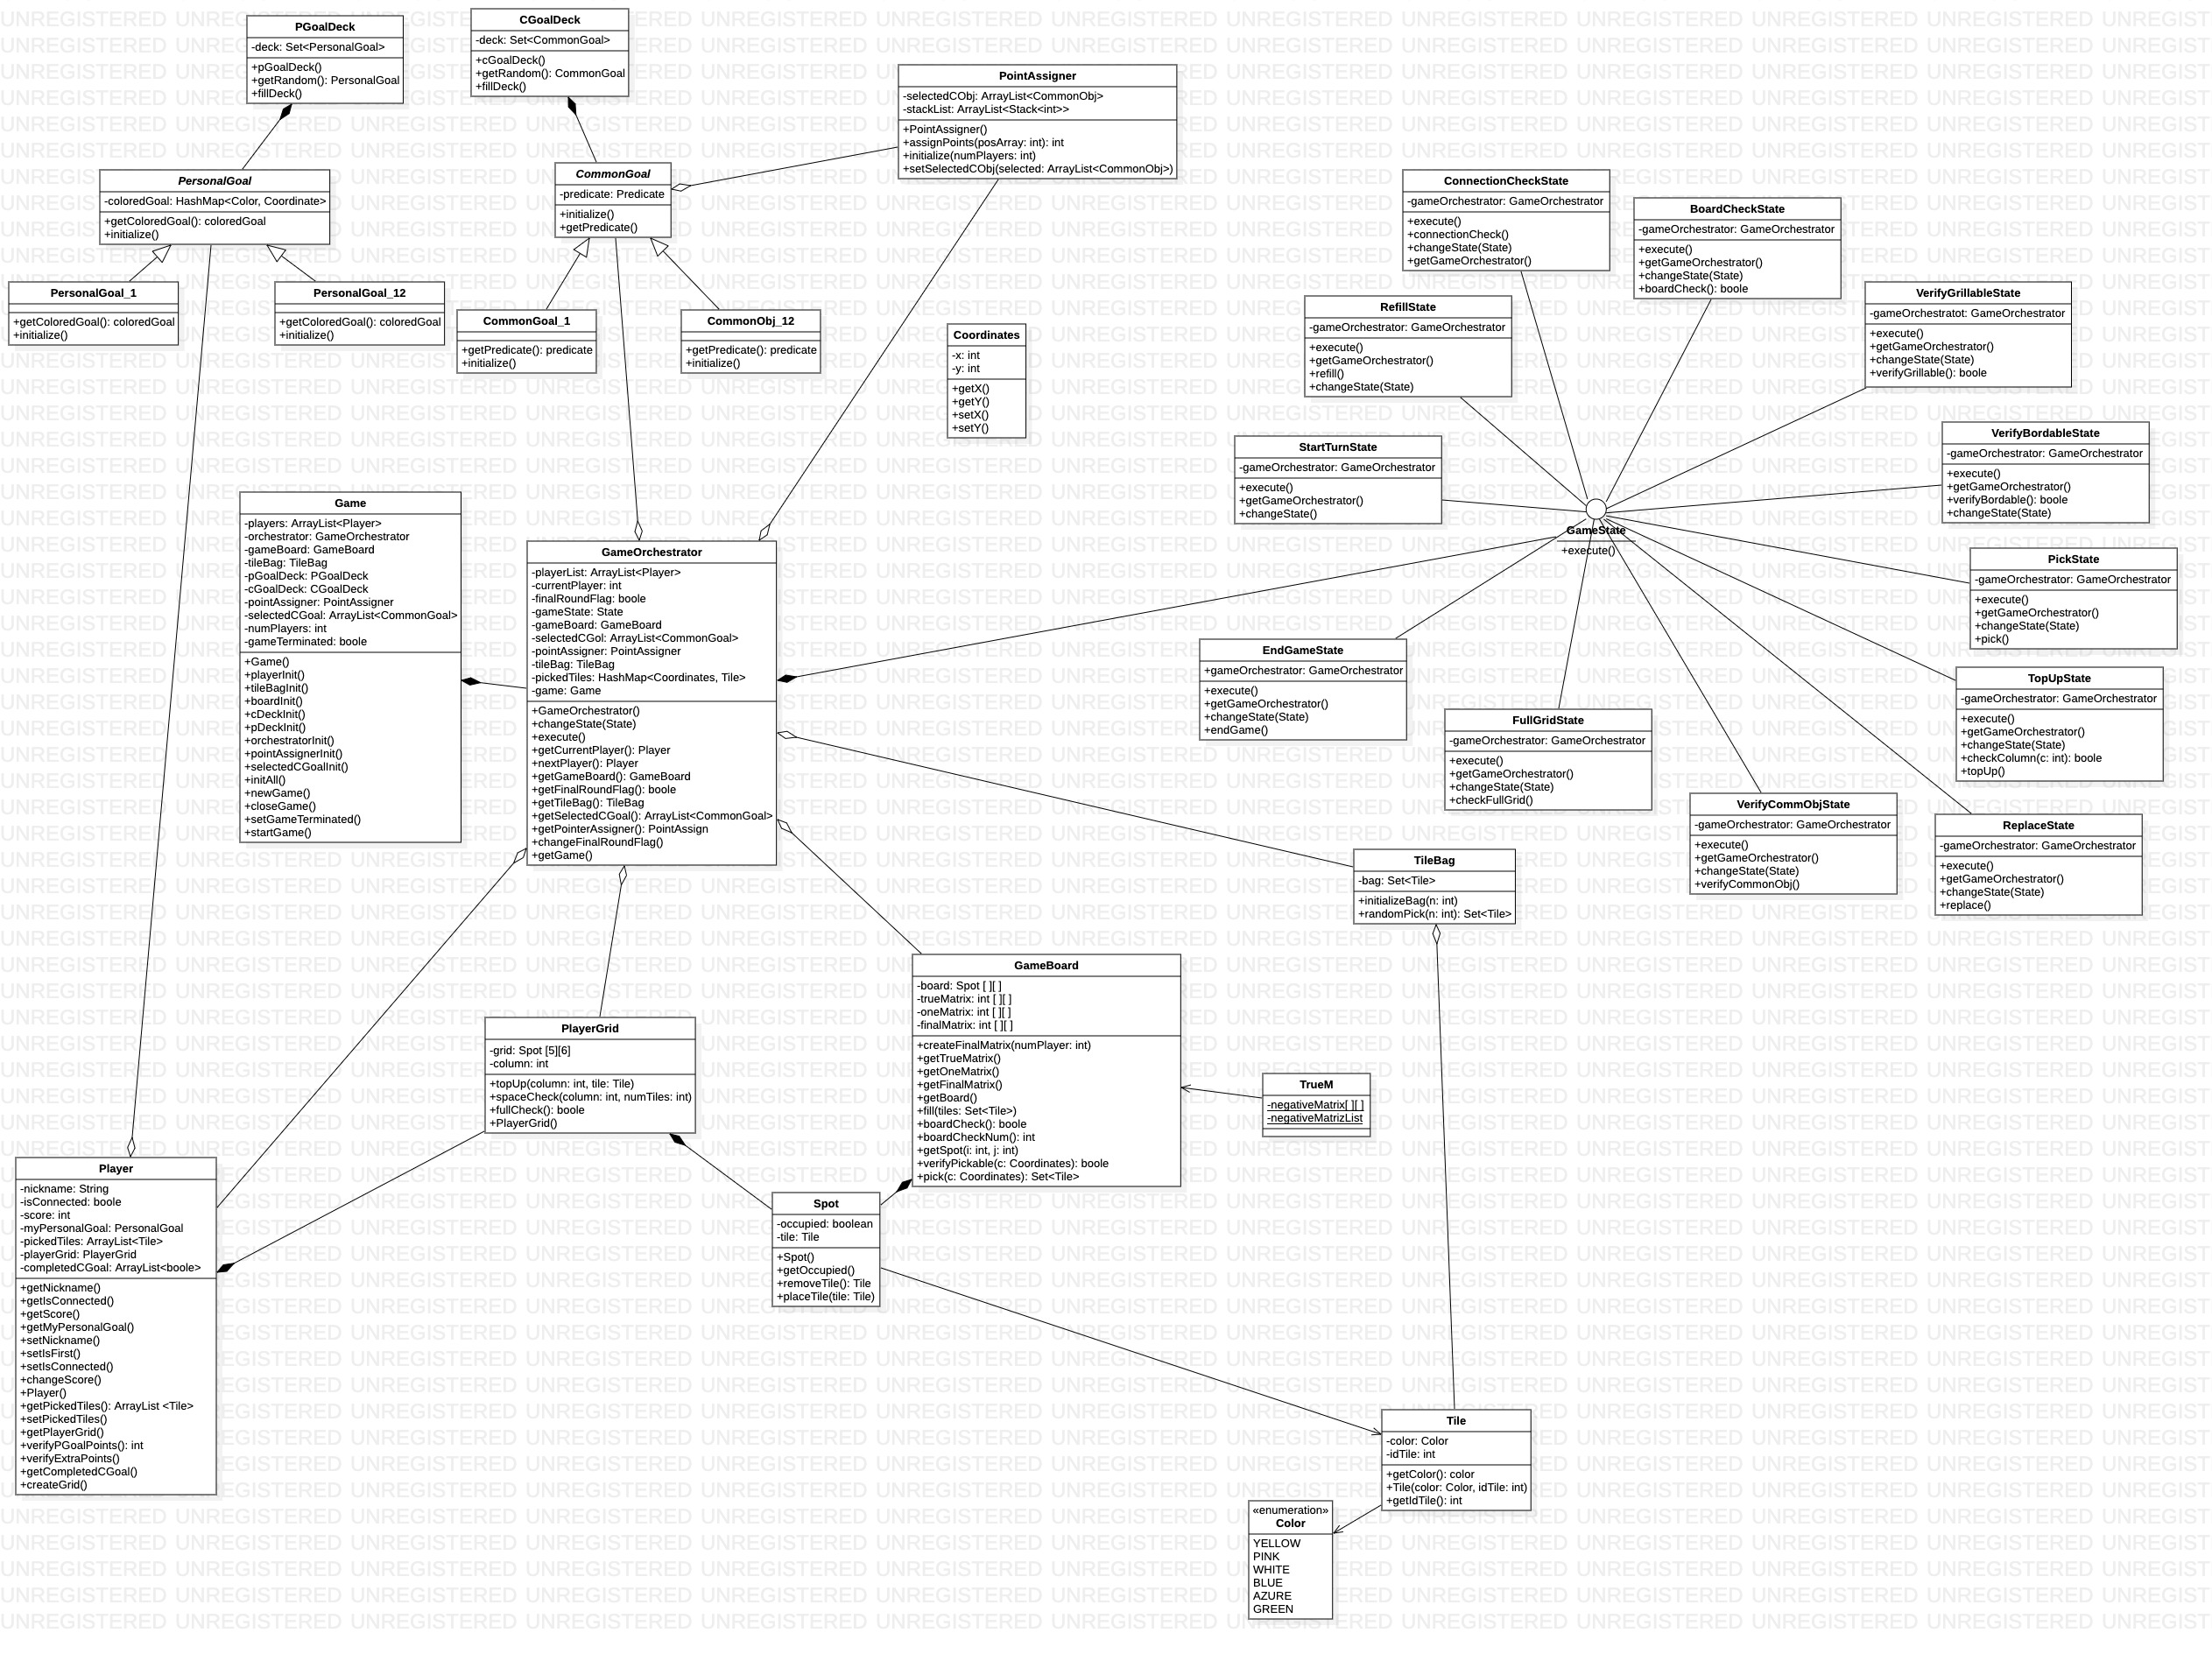 PGoalDeck
-deck: Set<PersonalGoal>
+pGoalDeck()
+getRandom(): PersonalGoal
+fillDeck()
CGoalDeck
-deck: Set<CommonGoal>
+cGoalDeck()
+getRandom(): CommonGoal
+fillDeck()
PointAssigner
-selectedCObj: ArrayList<CommonObj>
-stackList: ArrayList<Stack<int>>
+PointAssigner()
+assignPoints(posArray: int): int
+initialize(numPlayers: int)
+setSelectedCObj(selected: ArrayList<CommonObj>)
PersonalGoal
-coloredGoal: HashMap<Color, Coordinate>
+getColoredGoal(): coloredGoal
+initialize()
CommonGoal
-predicate: Predicate
+initialize()
+getPredicate()
PersonalGoal_1
+getColoredGoal(): coloredGoal
+initialize()
PersonalGoal_12
+getColoredGoal(): coloredGoal
+initialize()
CommonGoal_1
+getPredicate(): predicate
+initialize()
CommonObj_12
+getPredicate(): predicate
+initialize()
Coordinates
-x: int
-y: int
+getX()
+getY()
+setX()
+setY()
ConnectionCheckState
-gameOrchestrator: GameOrchestrator
+execute()
+connectionCheck()
+changeState(State)
+getGameOrchestrator()
BoardCheckState
-gameOrchestrator: GameOrchestrator
+execute()
+getGameOrchestrator()
+changeState(State)
+boardCheck(): boole
VerifyGrillableState
-gameOrchestratot: GameOrchestrator
+execute()
+getGameOrchestrator()
+changeState(State)
+verifyGrillable(): boole
RefillState
-gameOrchestrator: GameOrchestrator
+execute()
+getGameOrchestrator()
+refill()
+changeState(State)
StartTurnState
-gameOrchestrator: GameOrchestrator
+execute()
+getGameOrchestrator()
+changeState()
VerifyBordableState
-gameOrchestrator: GameOrchestrator
+execute()
+getGameOrchestrator()
+verifyBordable(): boole
+changeState(State)
GameState
+execute()
PickState
-gameOrchestrator: GameOrchestrator
+execute()
+getGameOrchestrator()
+changeState(State)
+pick()
TopUpState
-gameOrchestrator: GameOrchestrator
+execute()
+getGameOrchestrator()
+changeState(State)
+checkColumn(c: int): boole
+topUp()
EndGameState
+gameOrchestrator: GameOrchestrator
+execute()
+getGameOrchestrator()
+changeState(State)
+endGame()
FullGridState
-gameOrchestrator: GameOrchestrator
+execute()
+getGameOrchestrator()
+changeState(State)
+checkFullGrid()
VerifyCommObjState
-gameOrchestrator: GameOrchestrator
+execute()
+getGameOrchestrator()
+changeState(State)
+verifyCommonObj()
ReplaceState
-gameOrchestrator: GameOrchestrator
+execute()
+getGameOrchestrator()
+changeState(State)
+replace()
Game
-players: ArrayList<Player>
-orchestrator: GameOrchestrator
-gameBoard: GameBoard
-tileBag: TileBag
-pGoalDeck: PGoalDeck
-cGoalDeck: CGoalDeck
-pointAssigner: PointAssigner
-selectedCGoal: ArrayList<CommonGoal>
-numPlayers: int
-gameTerminated: boole
+Game()
+playerInit()
+tileBagInit()
+boardInit()
+cDeckInit()
+pDeckInit()
+orchestratorInit()
+pointAssignerInit()
+selectedCGoalInit()
+initAll()
+newGame()
+closeGame()
+setGameTerminated()
+startGame()
GameOrchestrator
-playerList: ArrayList<Player>
-currentPlayer: int
-finalRoundFlag: boole
-gameState: State
-gameBoard: GameBoard
-selectedCGol: ArrayList<CommonGoal>
-pointAssigner: PointAssigner
-tileBag: TileBag
-pickedTiles: HashMap<Coordinates, Tile>
-game: Game
+GameOrchestrator()
+changeState(State)
+execute()
+getCurrentPlayer(): Player
+nextPlayer(): Player
+getGameBoard(): GameBoard
+getFinalRoundFlag(): boole
+getTileBag(): TileBag
+getSelectedCGoal(): ArrayList<CommonGoal>
+getPointerAssigner(): PointAssign
+changeFinalRoundFlag()
+getGame()
TileBag
-bag: Set<Tile>
+initializeBag(n: int)
+randomPick(n: int): Set<Tile>
GameBoard
-board: Spot [ ][ ]
-trueMatrix: int [ ][ ]
-oneMatrix: int [ ][ ]
-finalMatrix: int [ ][ ]
+createFinalMatrix(numPlayer: int)
+getTrueMatrix()
+getOneMatrix()
+getFinalMatrix()
+getBoard()
+fill(tiles: Set<Tile>)
+boardCheck(): boole
+boardCheckNum(): int
+getSpot(i: int, j: int)
+verifyPickable(c: Coordinates): boole
+pick(c: Coordinates): Set<Tile>
PlayerGrid
-grid: Spot [5][6]
-column: int
+topUp(column: int, tile: Tile)
+spaceCheck(column: int, numTiles: int)
+fullCheck(): boole
+PlayerGrid()
TrueM
-negativeMatrix[ ][ ]
-negativeMatrizList
Player
-nickname: String
-isConnected: boole
-score: int
-myPersonalGoal: PersonalGoal
-pickedTiles: ArrayList<Tile>
-playerGrid: PlayerGrid
-completedCGoal: ArrayList<boole>
+getNickname()
+getIsConnected()
+getScore()
+getMyPersonalGoal()
+setNickname()
+setIsFirst()
+setIsConnected()
+changeScore()
+Player()
+getPickedTiles(): ArrayList <Tile>
+setPickedTiles()
+getPlayerGrid()
+verifyPGoalPoints(): int
+verifyExtraPoints()
+getCompletedCGoal()
+createGrid()
Spot
-occupied: boolean
-tile: Tile
+Spot()
+getOccupied()
+removeTile(): Tile
+placeTile(tile: Tile)
Tile
-color: Color
-idTile: int
+getColor(): color
+Tile(color: Color, idTile: int)
+getIdTile(): int
«enumeration»
Color
YELLOW
PINK
WHITE
BLUE
AZURE
GREEN